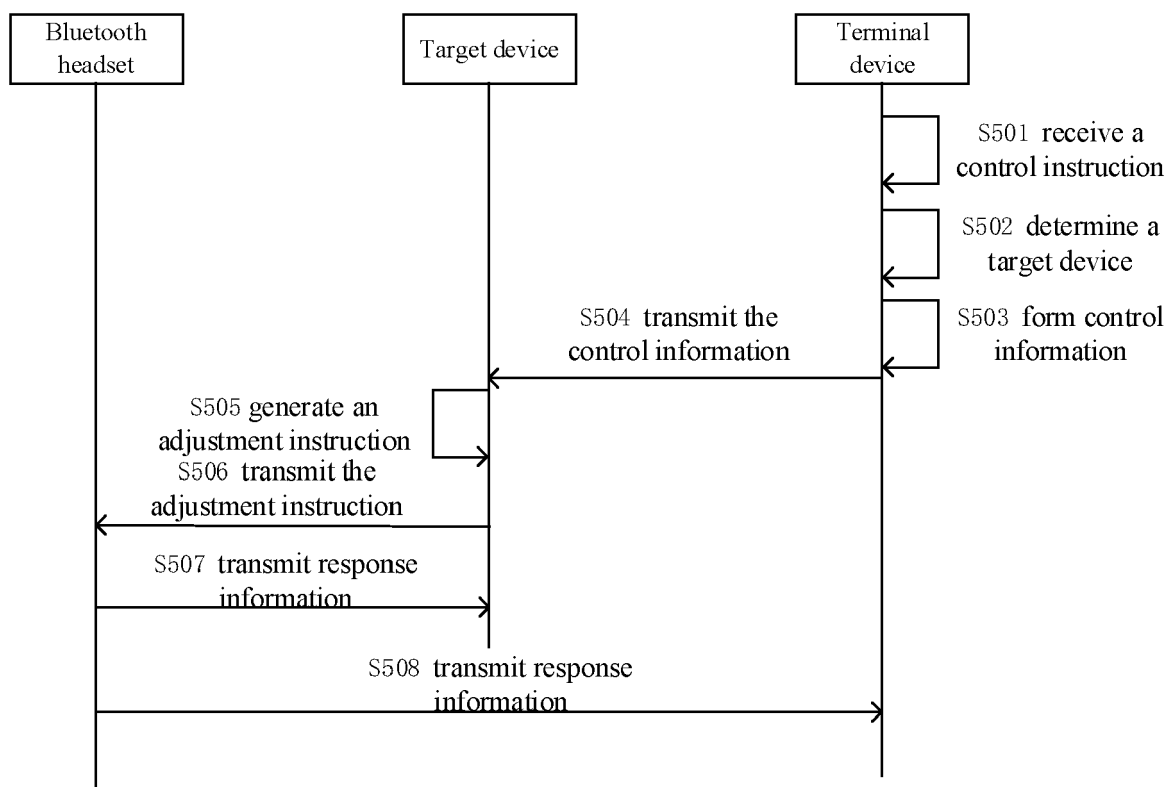 Bluetooth
headset
Target device
Terminal
device
S501 receive a
control instruction
S502 determine a
target device
S503 form control
information
S504 transmit the
control information
S505 generate an
adjustment instruction
S506 transmit the
adjustment instruction
S507 transmit response
information
S508 transmit response
information